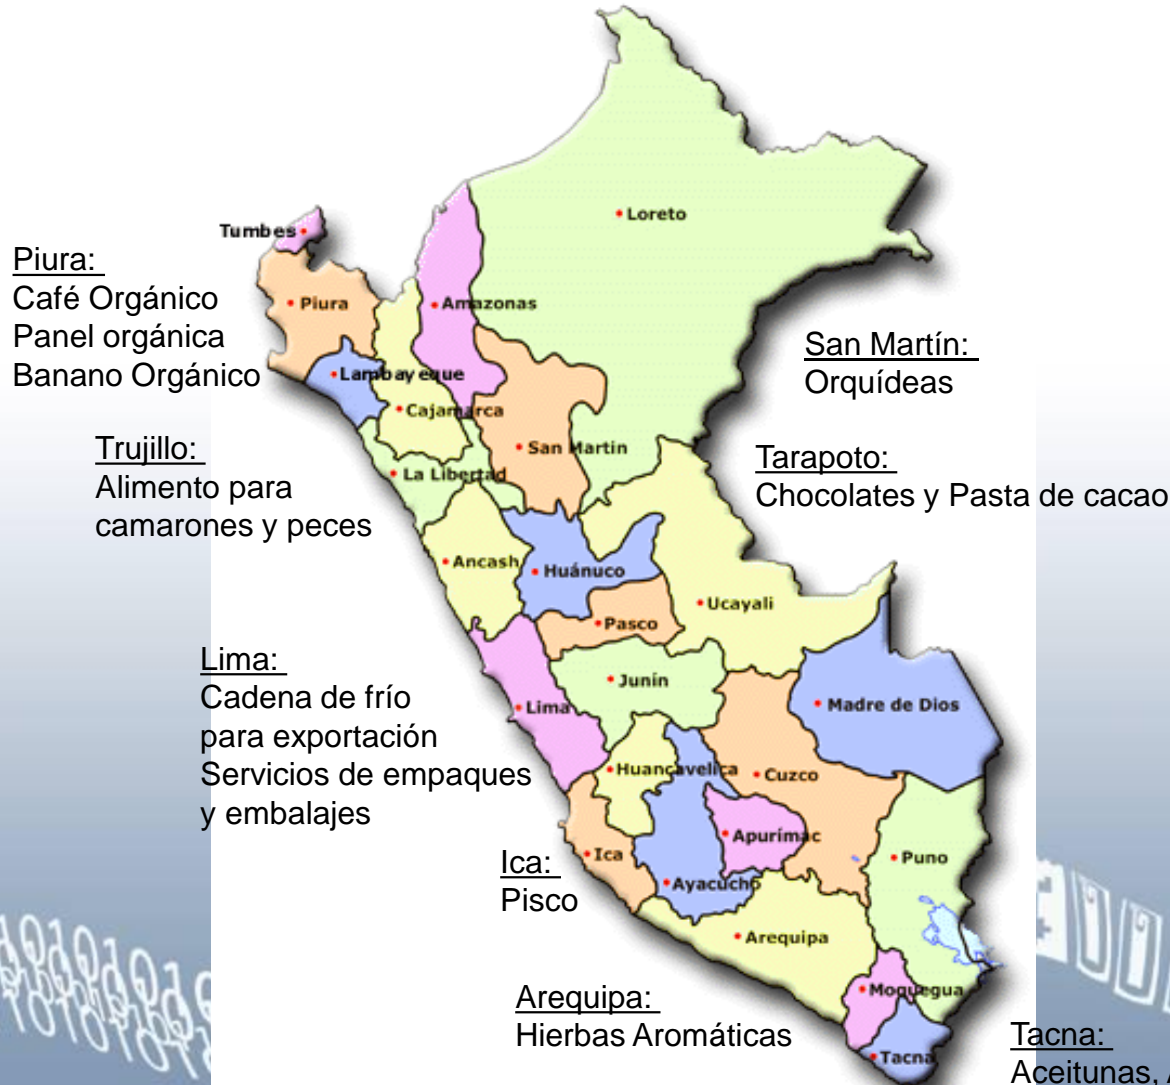 Loreto
Tumbes
Piura:
Café Orgánico
Panel orgánica
Banano Orgánico
Piura
Amazonas
San Martín:
Orquídeas
Lambayeque
Cajamarca
Trujillo:
Alimento para
camarones y peces
La Libertad
San Martin
Tarapoto:
Chocolates y Pasta de cacao
Ancash
Huánuco
Ucayali
Pasco
Lima:
Cadena de frío
para exportación
Servicios de empaques
y embalajes
Junín
Lima
Madre de Dios
Huancavelica
Cuzco
Apurímac
Ica
Puno
Ica:
Pisco
Ayacucho
Arequipa
Arequipa:
Hierbas Aromáticas
Moquegua
Tacna
Tacna:
Aceitunas,